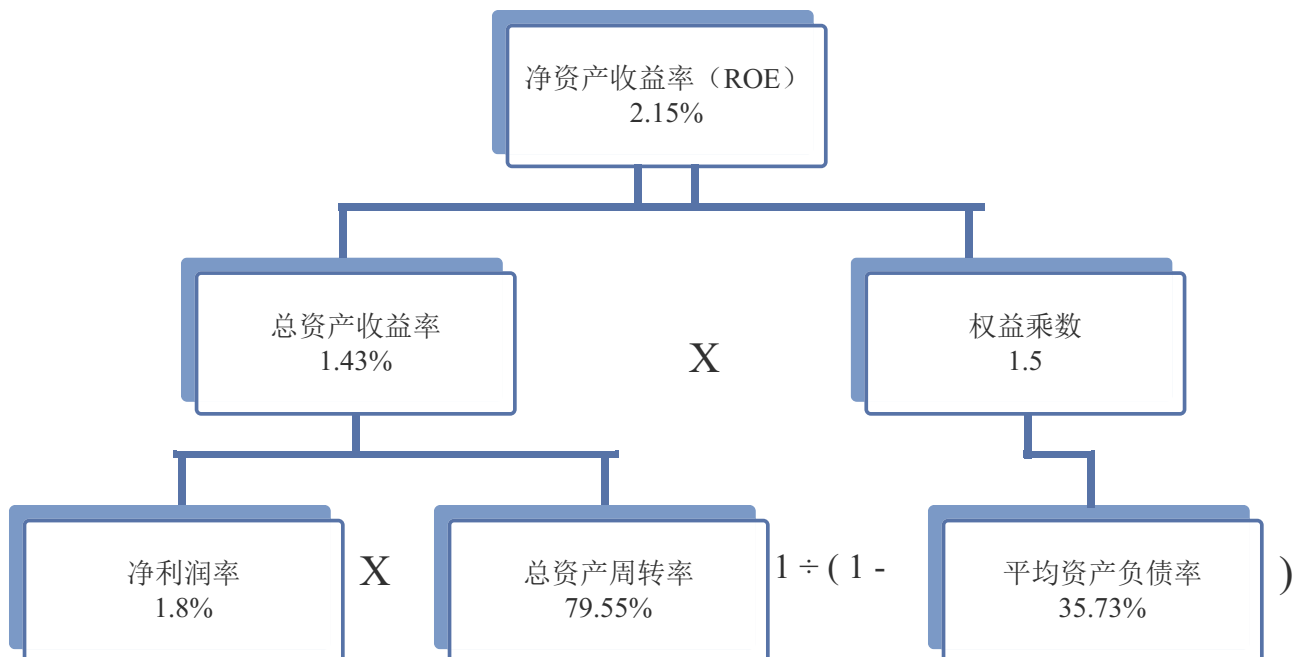 净资产收益率（ROE）
2.15%
总资产收益率
1.43%
X
权益乘数
1.5
净利润率
1.8%
X
总资产周转率
79.55%
1 ÷ ( 1 -
平均资产负债率
35.73%
)